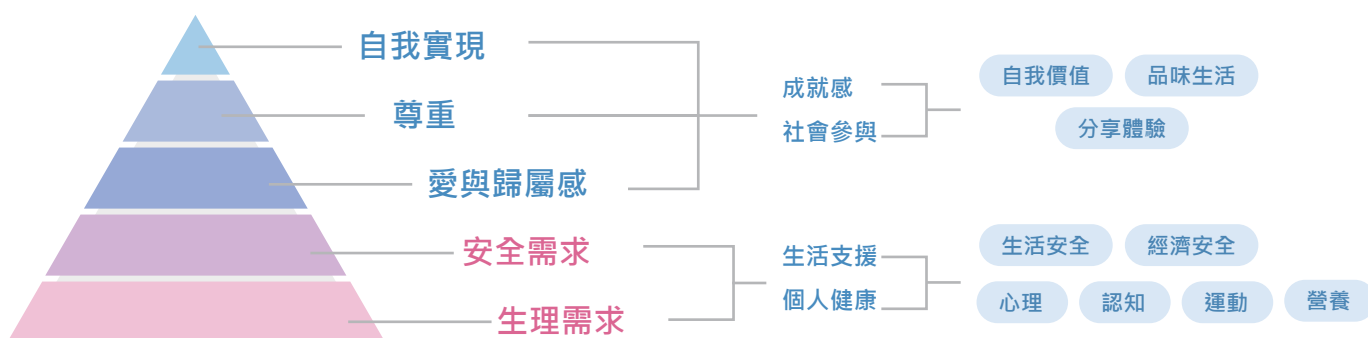 自我實現
尊重
愛與歸屬感
安全需求
生理需求
成就感
社會參與
生活支援
個人健康
自我價值
品味生活
分享體驗
生活安全
經濟安全
心理
認知
運動
營養